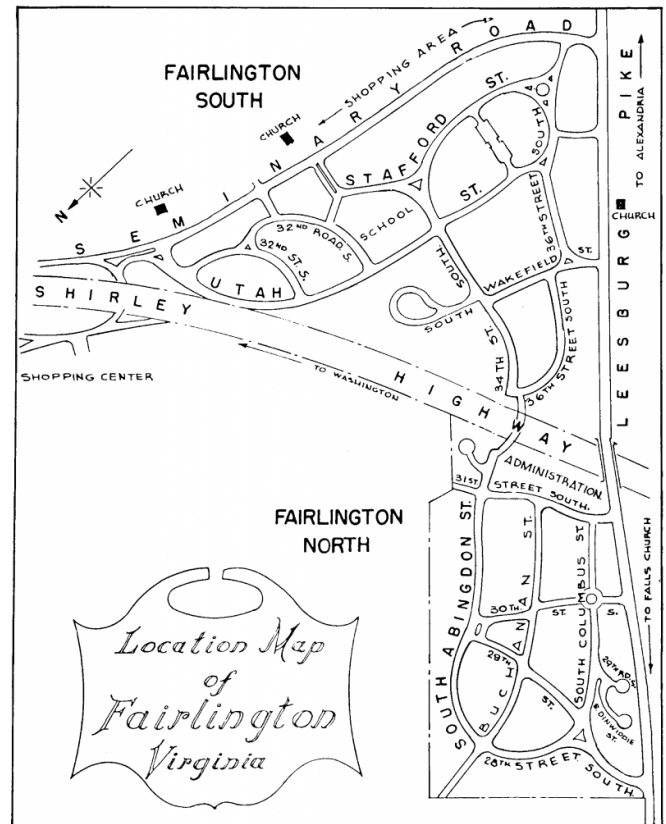 FAIRLINGTON
SOUTH
SHOPPING AREA
SEMINARY ROAD
LEESBURG PIKE
TO ALEXANDRIA
CHURCH
CHURCH
CHURCH
N
STAFFORD ST.
SOUTH
ST.
SCHOOL
32ND ROAD S.
32ND ST. S.
UTAH
SOUTH
36TH STREET
WAKEFIELD ST.
SOUTH
34TH ST.
36TH STREET SOUTH
SHIRLEY HIGHWAY
SHOPPING CENTER
TO WASHINGTON
ADMINISTRATION
31ST STREET SOUTH
FAIRLINGTON
NORTH
TO FALLS CHURCH
SOUTH ABINGDON ST.
BUCHANAN ST.
SOUTH COLUMBUS ST.
30TH ST. S.
29TH ST.
29TH RD. S.
S DINWIDDIE ST.
28TH STREET SOUTH
Location Map
of
Fairlington
Virginia